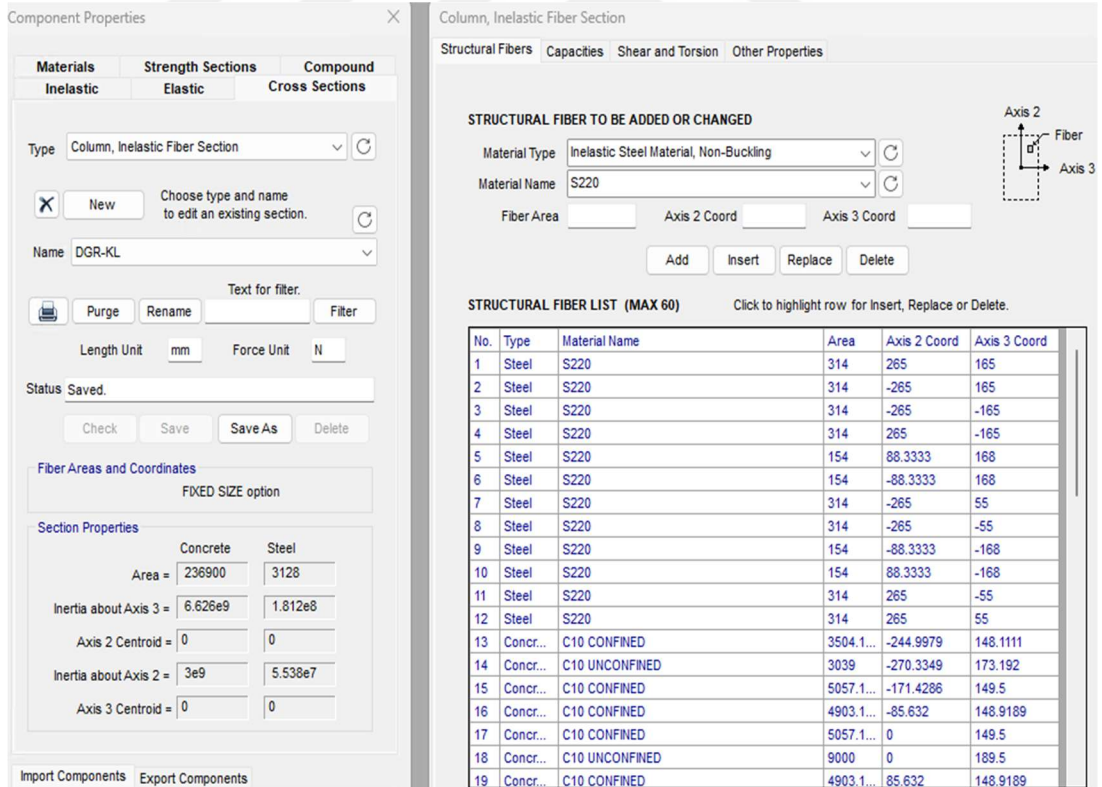 Component Properties
Materials Strength Sections Compound
Inelastic Elastic Cross Sections
Type Column, Inelastic Fiber Section
New Choose type and name
to edit an existing section.
Name DGR-KL
Text for filter.
Purge Rename Filter
Length Unit mm Force Unit N
Status Saved.
Check Save Save As Delete
Fiber Areas and Coordinates
FIXED SIZE option
Section Properties
Concrete Steel
Area = 236900 3128
Inertia about Axis 3 = 6.626e9 1.812e8
Axis 2 Centroid = 0 0
Inertia about Axis 2 = 3e9 5.538e7
Axis 3 Centroid = 0 0
Import Components Export Components
Column, Inelastic Fiber Section
Structural Fibers Capacities Shear and Torsion Other Properties
STRUCTURAL FIBER TO BE ADDED OR CHANGED
Axis 2
Fiber
Axis 3
Material Type Inelastic Steel Material, Non-Buckling
Material Name S220
Fiber Area Axis 2 Coord Axis 3 Coord
Add Insert Replace Delete
STRUCTURAL FIBER LIST (MAX 60) Click to highlight row for Insert, Replace or Delete.
No. Type Material Name Area Axis 2 Coord Axis 3 Coord
1 Steel S220 314 265 165
2 Steel S220 314 -265 165
3 Steel S220 314 -265 -165
4 Steel S220 314 265 -165
5 Steel S220 154 88.3333 168
6 Steel S220 154 -88.3333 168
7 Steel S220 314 -265 55
8 Steel S220 314 -265 -55
9 Steel S220 154 -88.3333 -168
10 Steel S220 154 88.3333 -168
11 Steel S220 314 265 -55
12 Steel S220 314 265 55
13 Concr... C10 CONFINED 3504.1... -244.9979 148.1111
14 Concr... C10 UNCONFINED 3039 -270.3349 173.192
15 Concr... C10 CONFINED 5057.1... -171.4286 149.5
16 Concr... C10 CONFINED 4903.1... -85.632 148.9189
17 Concr... C10 CONFINED 5057.1... 0 149.5
18 Concr... C10 UNCONFINED 9000 0 189.5
19 Concr... C10 CONFINED 4903.1... 85.632 148.9189